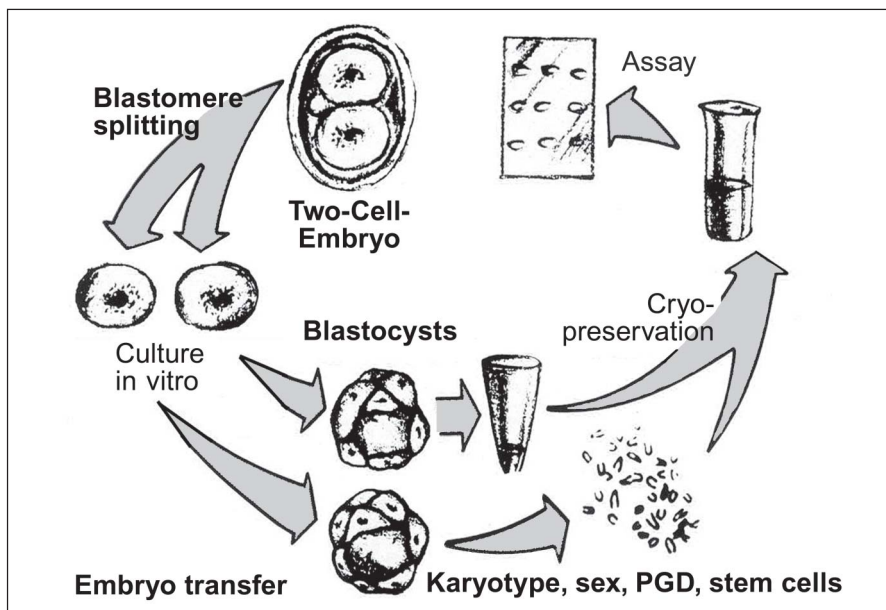 Blastomere
splitting
Two-Cell-
Embryo
Assay
Culture
in vitro
Blastocysts
Cryo-
preservation
Embryo transfer
Karyotype, sex, PGD, stem cells